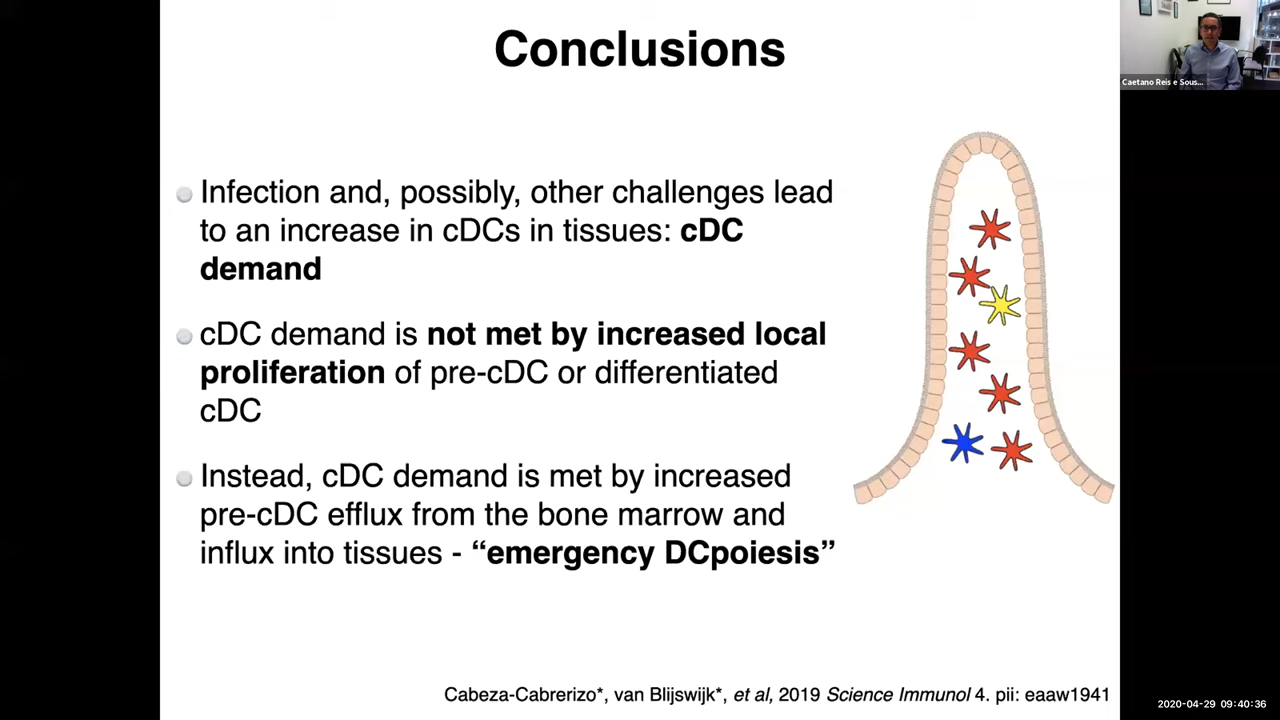 Conclusions
Caetano Reis e Sous...
Infection and, possibly, other challenges lead
to an increase in cDCs in tissues: cDC
demand
cDC demand is not met by increased local
proliferation of pre-cDC or differentiated
cDC
Instead, cDC demand is met by increased
pre-cDC efflux from the bone marrow and
influx into tissues - “emergency DCpoiesis”
Cabeza-Cabrerizo*, van Blijswijk*, et al, 2019 Science Immunol 4. pii: eaaw1941
2020-04-29 09:40:36